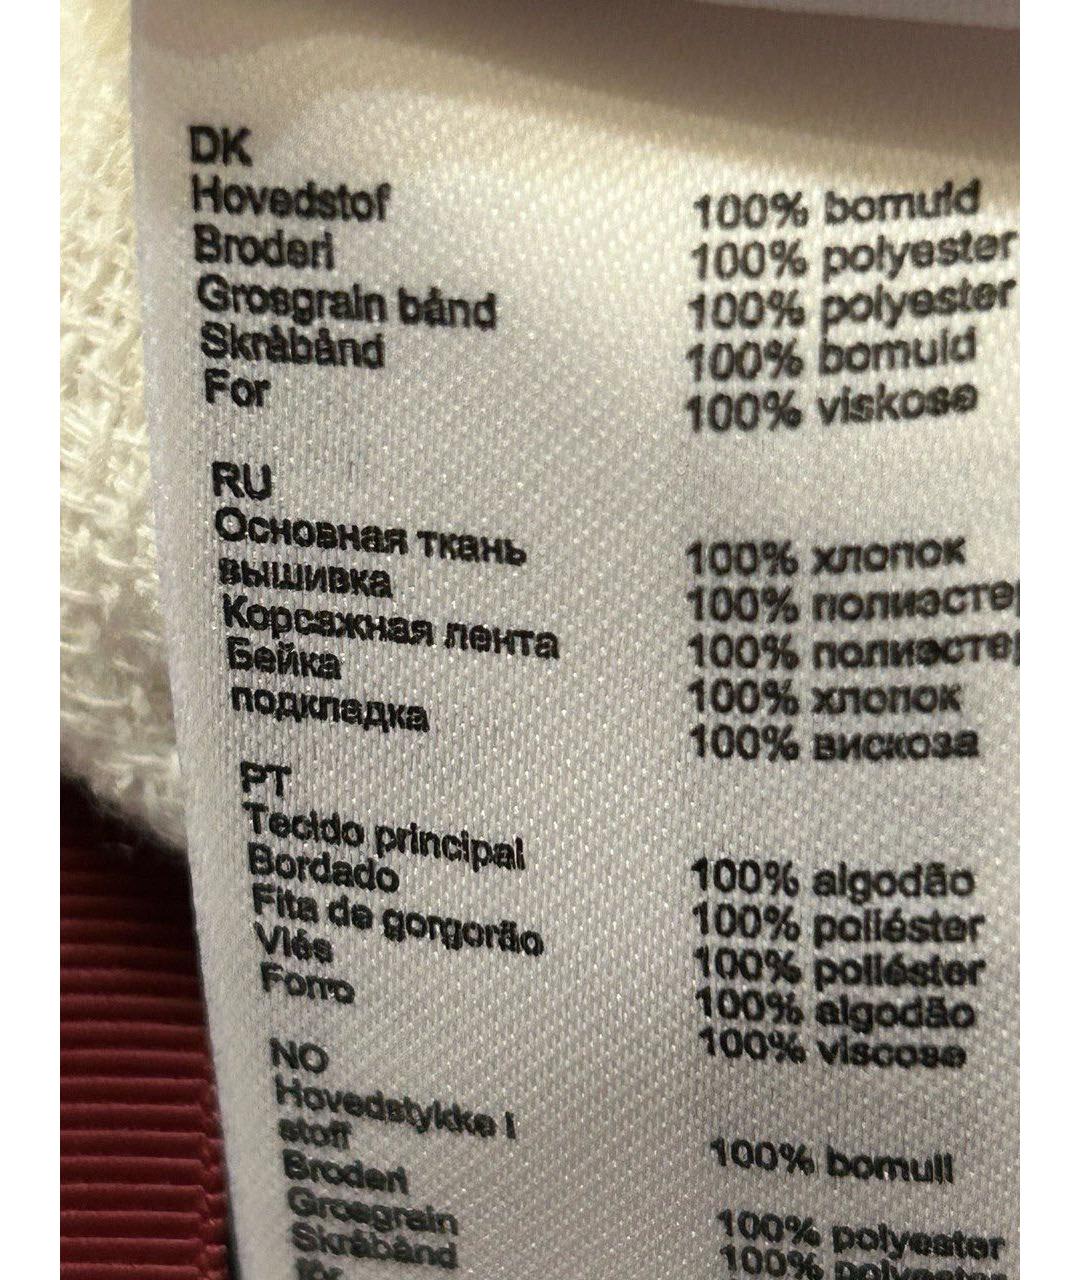 DK
Hovedstof 100% bomuld
Broderi 100% polyester
Grosgrain bånd 100% polyester
Skråbånd 100% bomuld
For 100% viskose
RU
Основная ткань 100% хлопок
вышивка 100% полиэстер
Корсажная лента 100% полиэстер
Бейка 100% хлопок
подкладка 100% вискоза
PT
Tecido principal 100% algodão
Bordado 100% poliéster
Fita de gorgorão 100% poliéster
Viés 100% algodão
Forro 100% viscose
NO
Hovedstykke i
stoff 100% bomull
Broderi 100% polyester
Grosgrain 100% polyester
Skråbånd
fôr